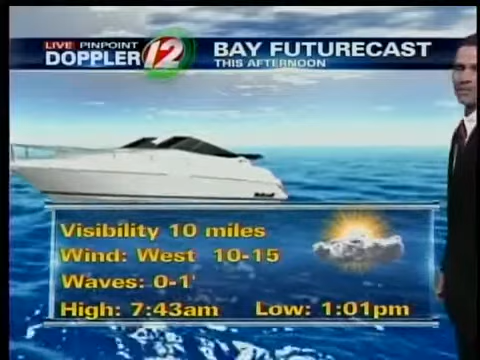 LIVE PINPOINT
DOPPLER 12
BAY FUTURECAST
THIS AFTERNOON
Visibility 10 miles
Wind: West 10-15
Waves: 0-1'
High: 7:43am Low: 1:01pm